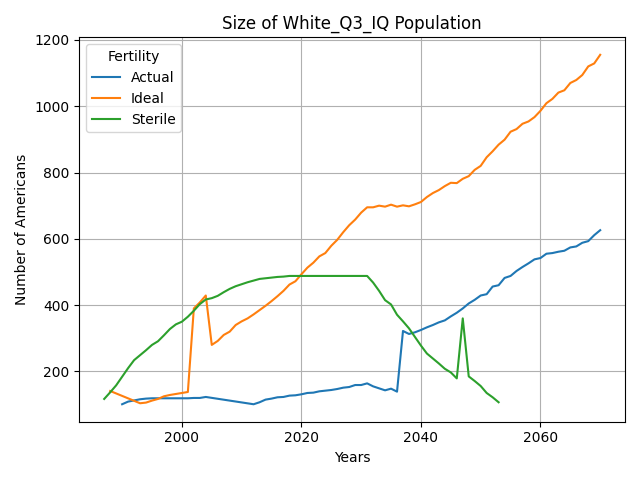 Size of White_Q3_IQ Population
1200
1000
800
600
400
200
Number of Americans
Fertility
Actual
Ideal
Sterile
2000
2020
2040
2060
Years